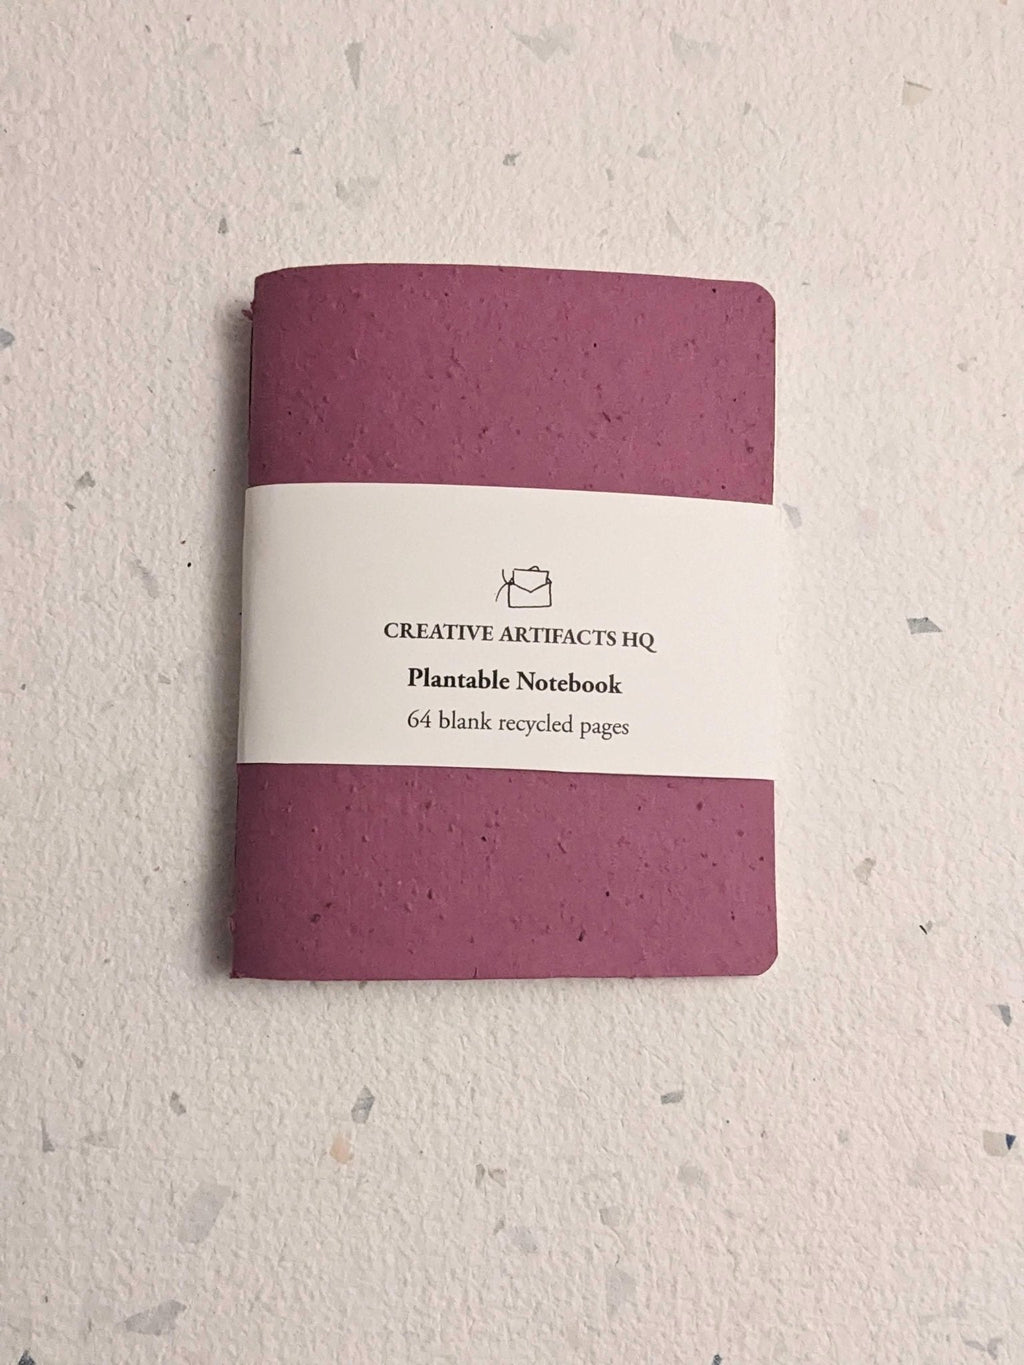 CREATIVE ARTIFACTS HQ
Plantable Notebook
64 blank recycled pages